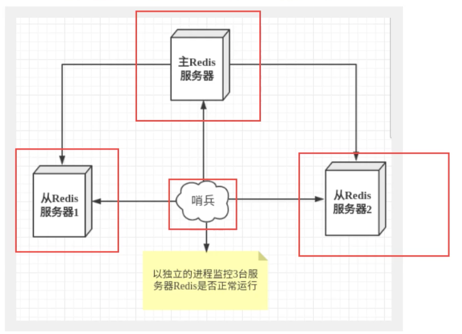 主Redis
服务器
从Redis
服务器1
哨兵
从Redis
服务器2
以独立的进程监控3台服
务器Redis是否正常运行